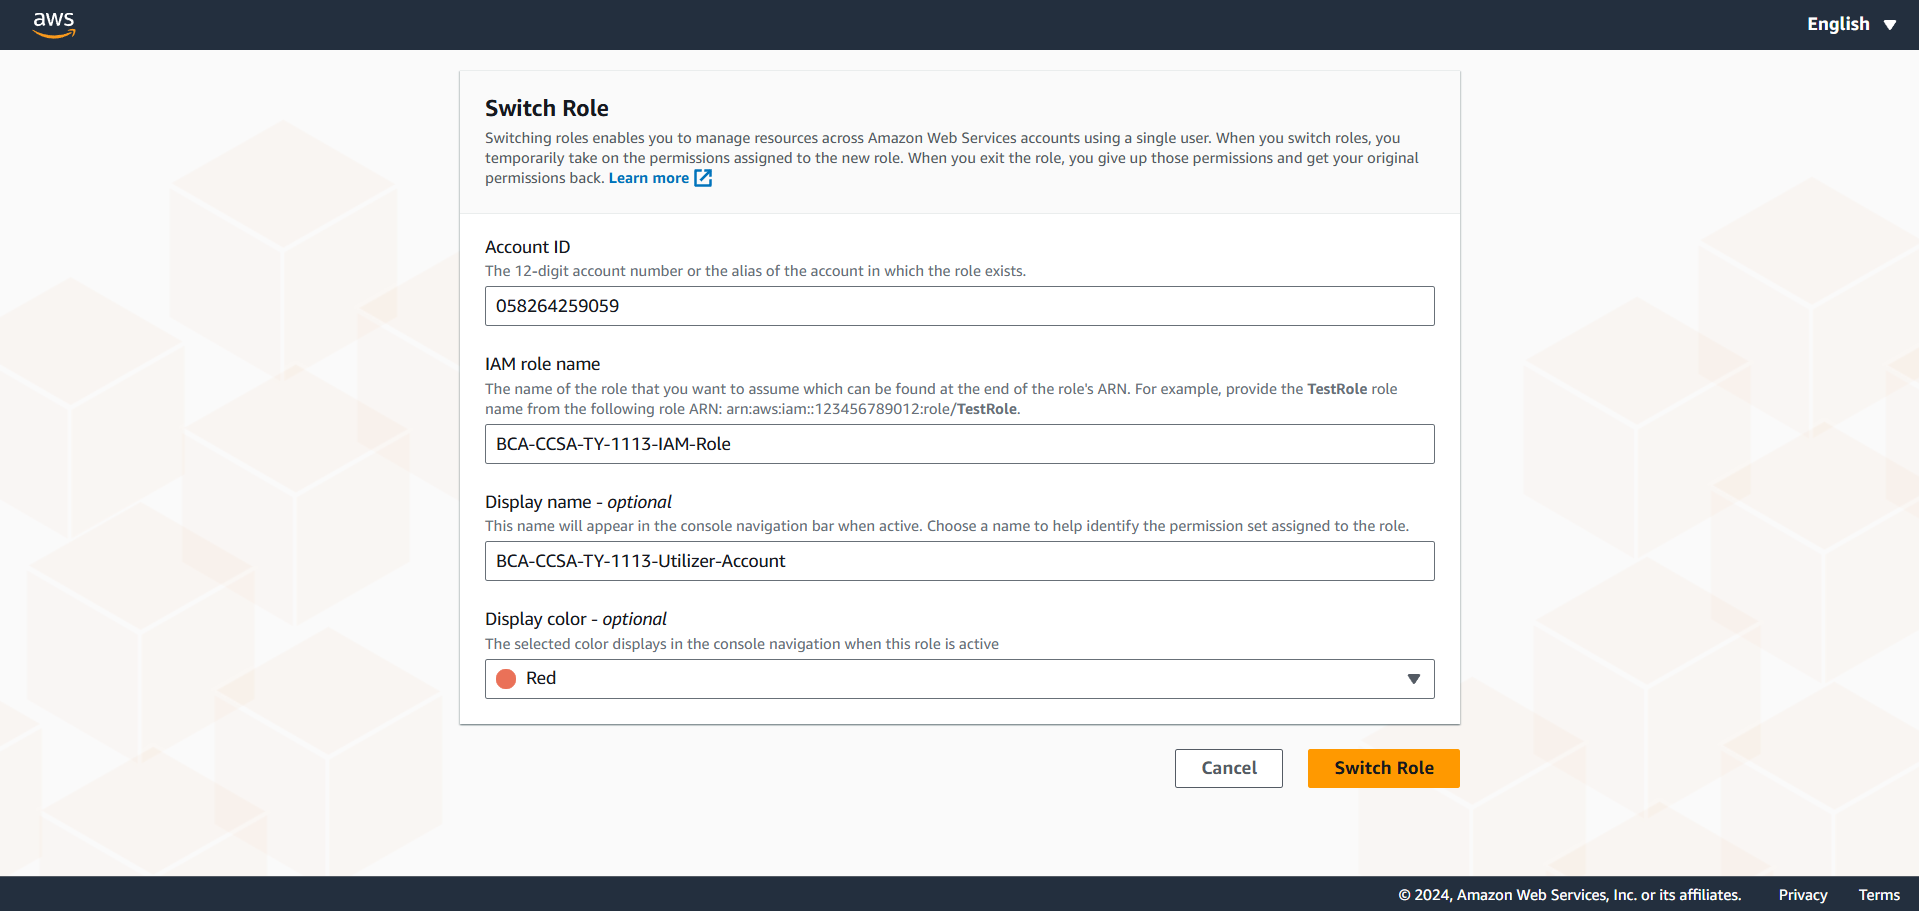 aws
English
Switch Role
Switching roles enables you to manage resources across Amazon Web Services accounts using a single user. When you switch roles, you
temporarily take on the permissions assigned to the new role. When you exit the role, you give up those permissions and get your original
permissions back. Learn more
Account ID
The 12-digit account number or the alias of the account in which the role exists.
058264259059
IAM role name
The name of the role that you want to assume which can be found at the end of the role's ARN. For example, provide the TestRole role
name from the following role ARN: arn:aws:iam::123456789012:role/TestRole.
BCA-CCSA-TY-1113-IAM-Role
Display name - optional
This name will appear in the console navigation bar when active. Choose a name to help identify the permission set assigned to the role.
BCA-CCSA-TY-1113-Utilizer-Account
Display color - optional
The selected color displays in the console navigation when this role is active
Red
Cancel
Switch Role
© 2024, Amazon Web Services, Inc. or its affiliates.
Privacy
Terms